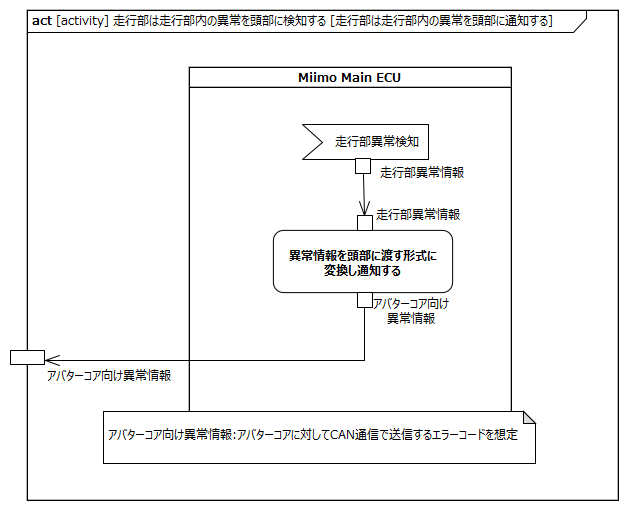 act [activity] 走行部は走行部内の異常を頭部に検知する [走行部は走行部内の異常を頭部に通知する]
Miimo Main ECU
走行部異常検知
走行部異常情報
走行部異常情報
異常情報を頭部に渡す形式に
変換し通知する
アバターコア向け
異常情報
アバターコア向け異常情報
アバターコア向け異常情報:アバターコアに対してCAN通信で送信するエラーコードを想定